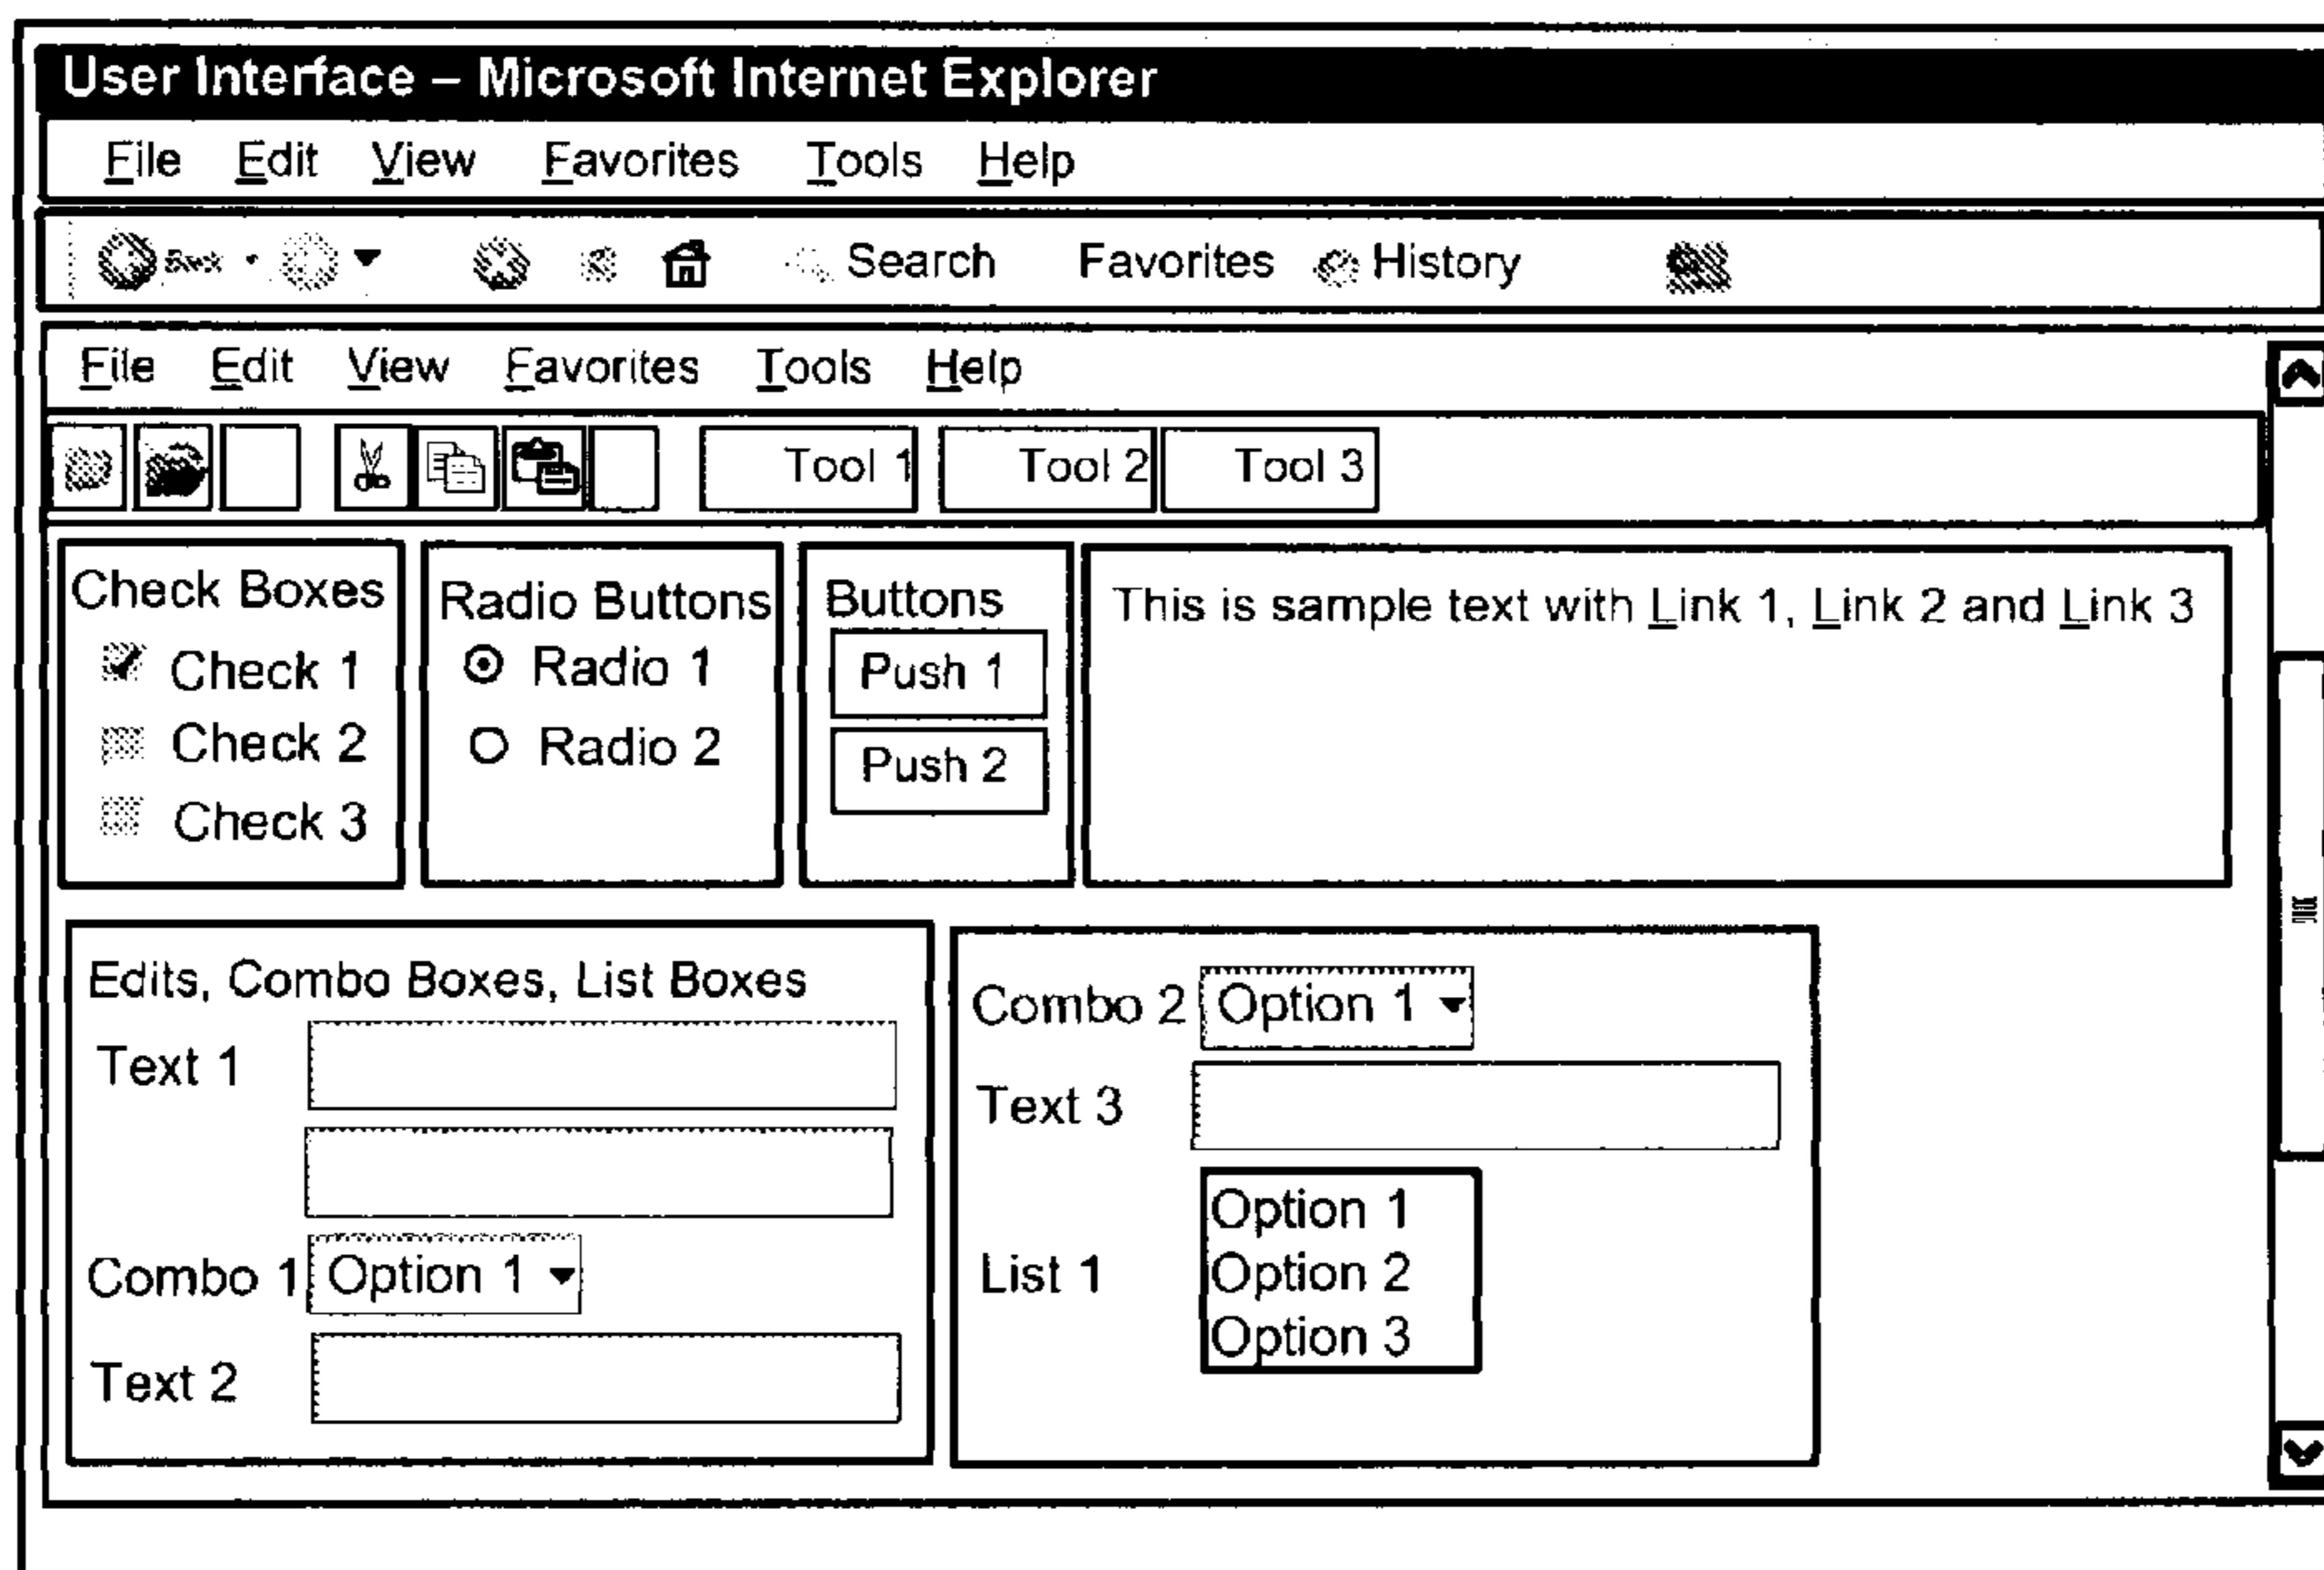 User Interface – Microsoft Internet Explorer
File Edit View Favorites Tools Help
Back Search Favorites History
File Edit View Favorites Tools Help
Tool 1 Tool 2 Tool 3
Check Boxes
Check 1
Check 2
Check 3
Radio Buttons
Radio 1
Radio 2
Buttons
Push 1
Push 2
This is sample text with Link 1, Link 2 and Link 3
Edits, Combo Boxes, List Boxes
Text 1
Combo 1 Option 1
Text 2
Combo 2 Option 1
Text 3
List 1
Option 1
Option 2
Option 3